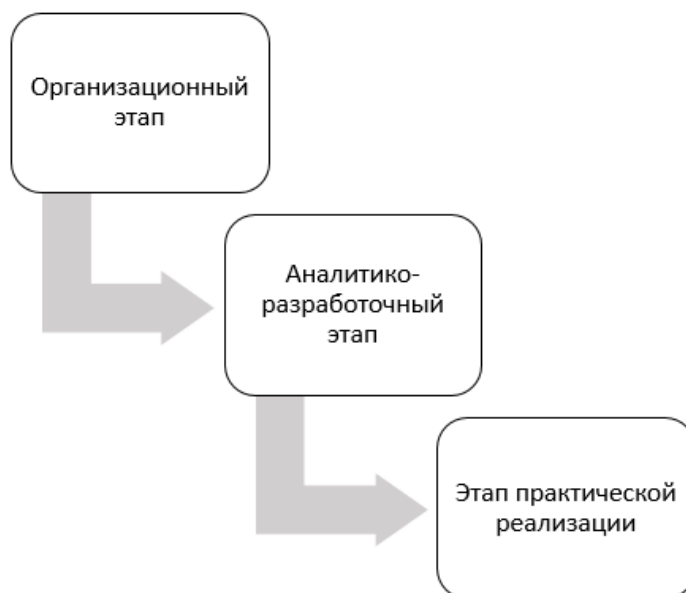 Организационный
этап
Аналитико-
разработочный
этап
Этап практической
реализации